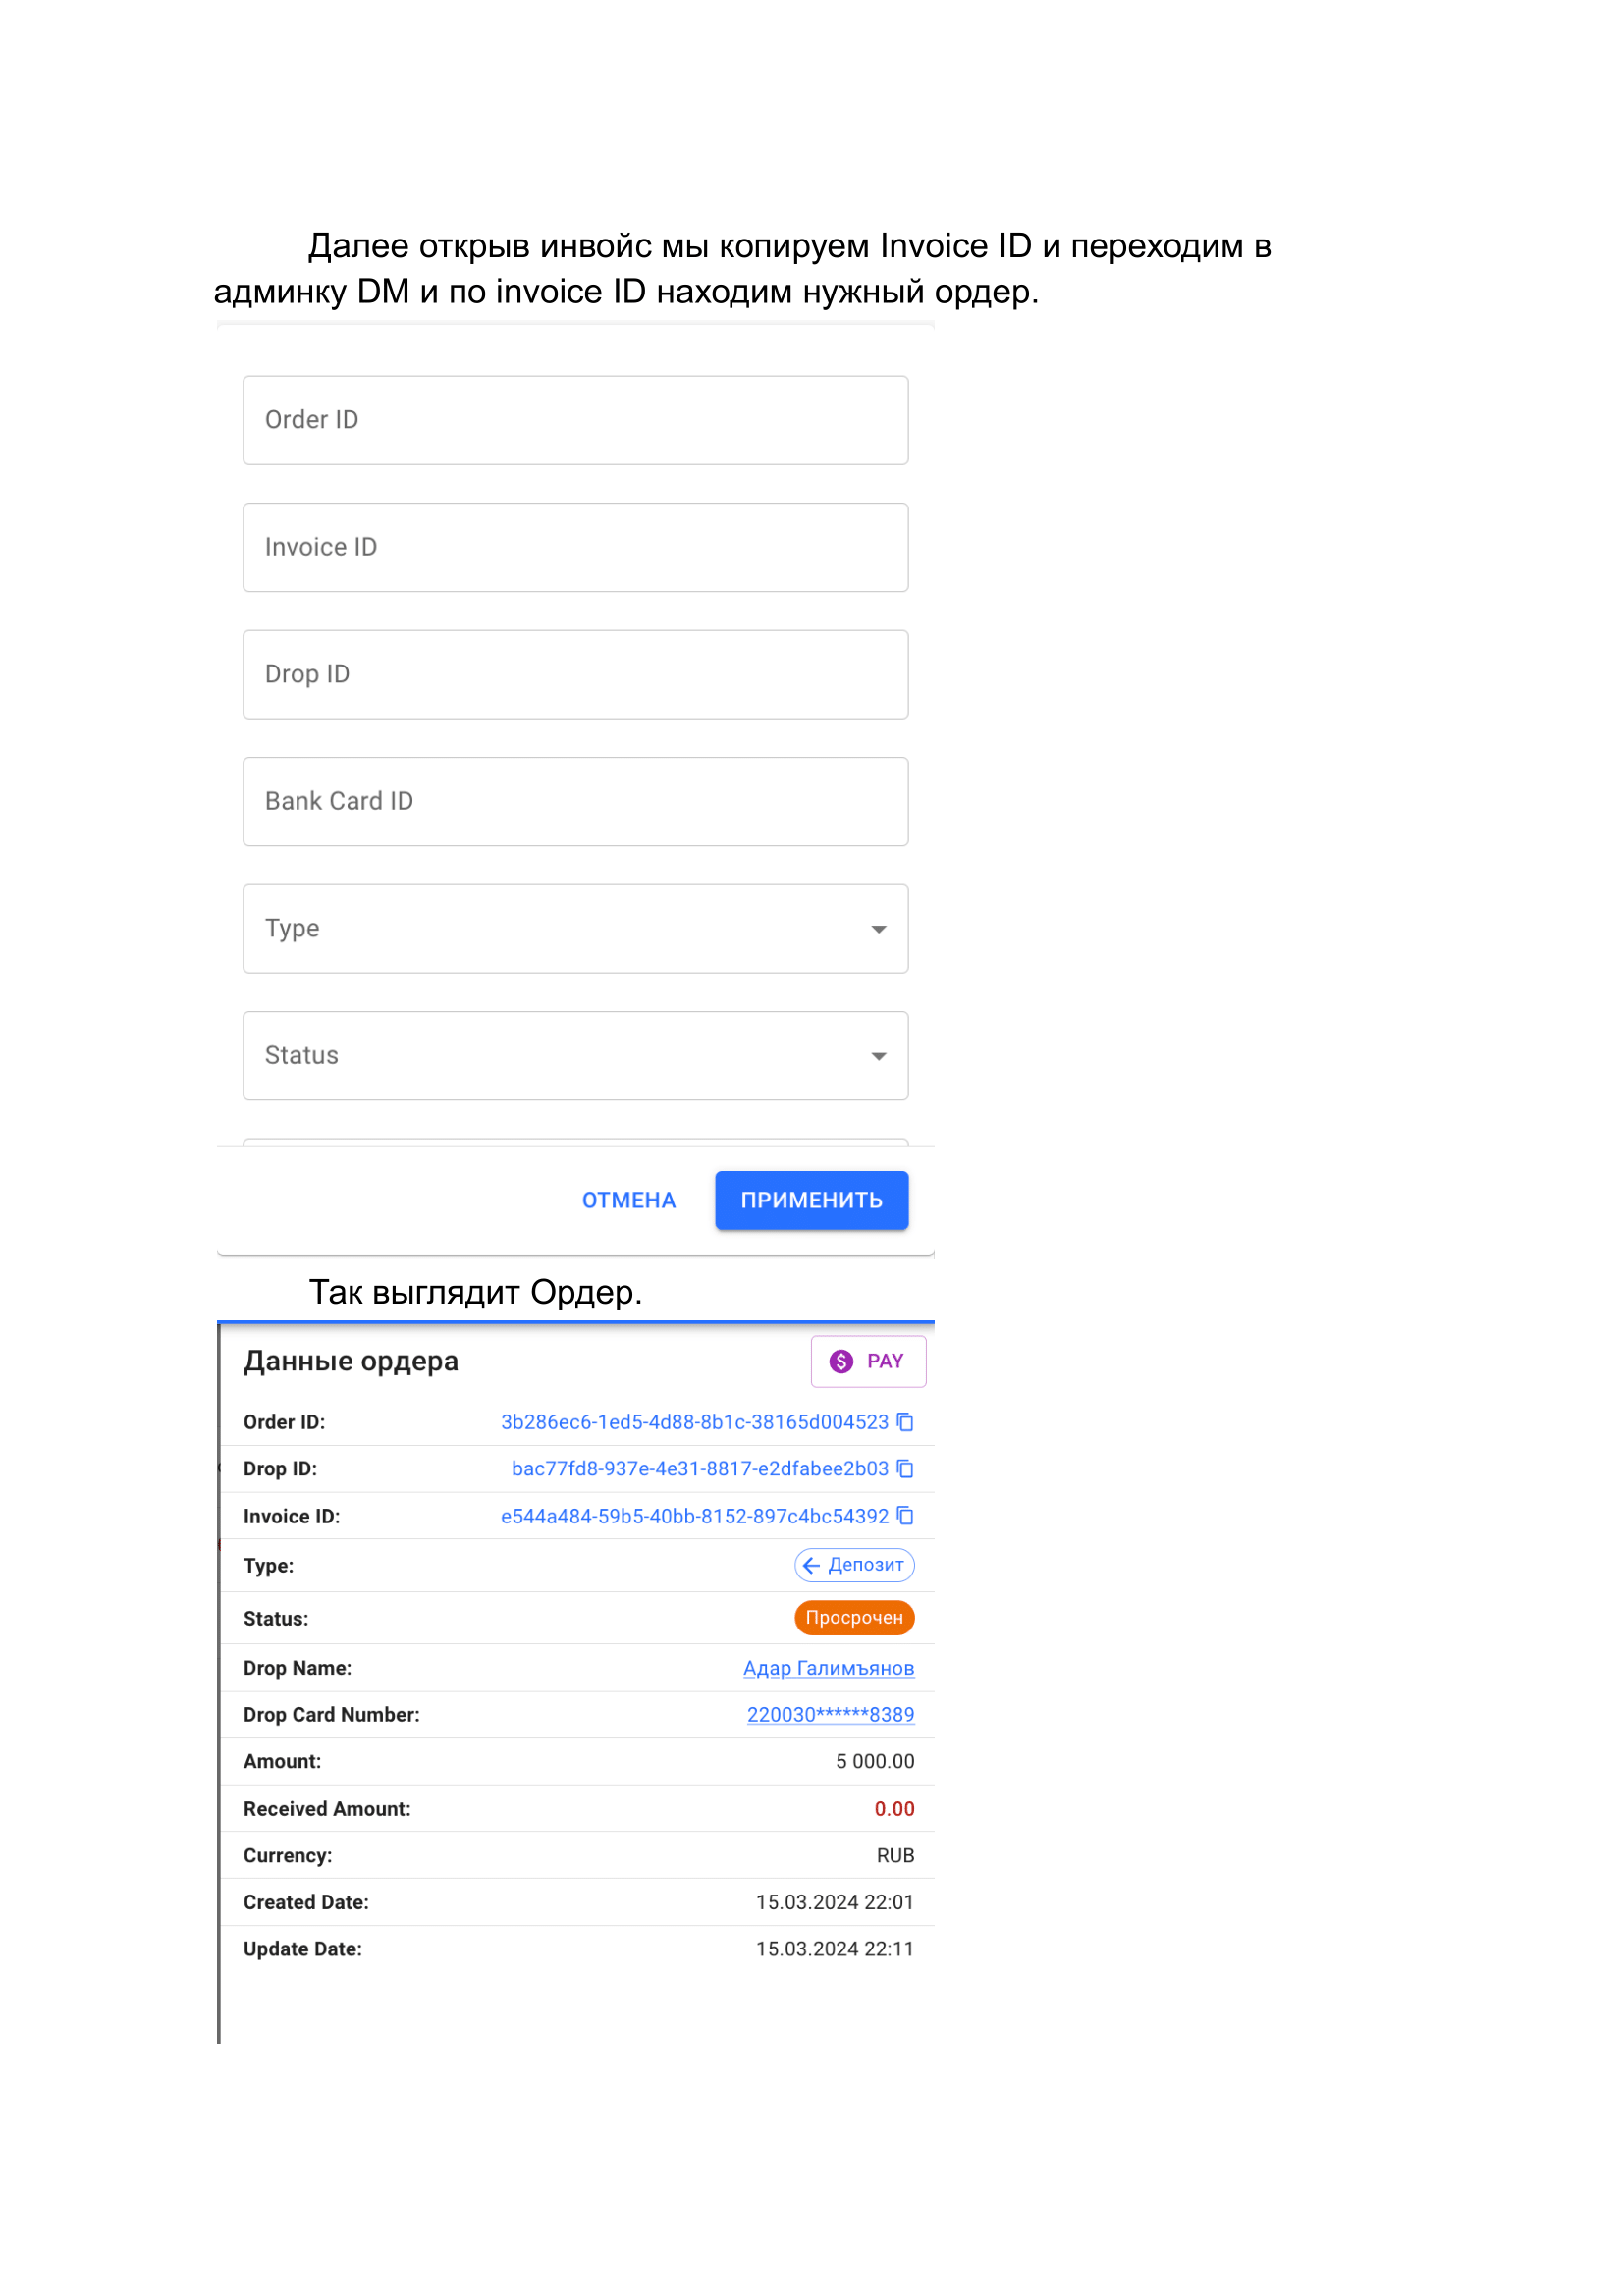 Далее открыв инвойс мы копируем Invoice ID и переходим в
админку DM и по invoice ID находим нужный ордер.
Order ID
Invoice ID
Drop ID
Bank Card ID
Type
Status
ОТМЕНА ПРИМЕНИТЬ
Так выглядит Ордер.
Данные ордера PAY
Order ID: 3b286ec6-1ed5-4d88-8b1c-38165d004523
Drop ID: bac77fd8-937e-4e31-8817-e2dfabee2b03
Invoice ID: e544a484-59b5-40bb-8152-897c4bc54392
Type: Депозит
Status: Просрочен
Drop Name: Адар Галимъянов
Drop Card Number: 220030******8389
Amount: 5 000.00
Received Amount: 0.00
Currency: RUB
Created Date: 15.03.2024 22:01
Update Date: 15.03.2024 22:11